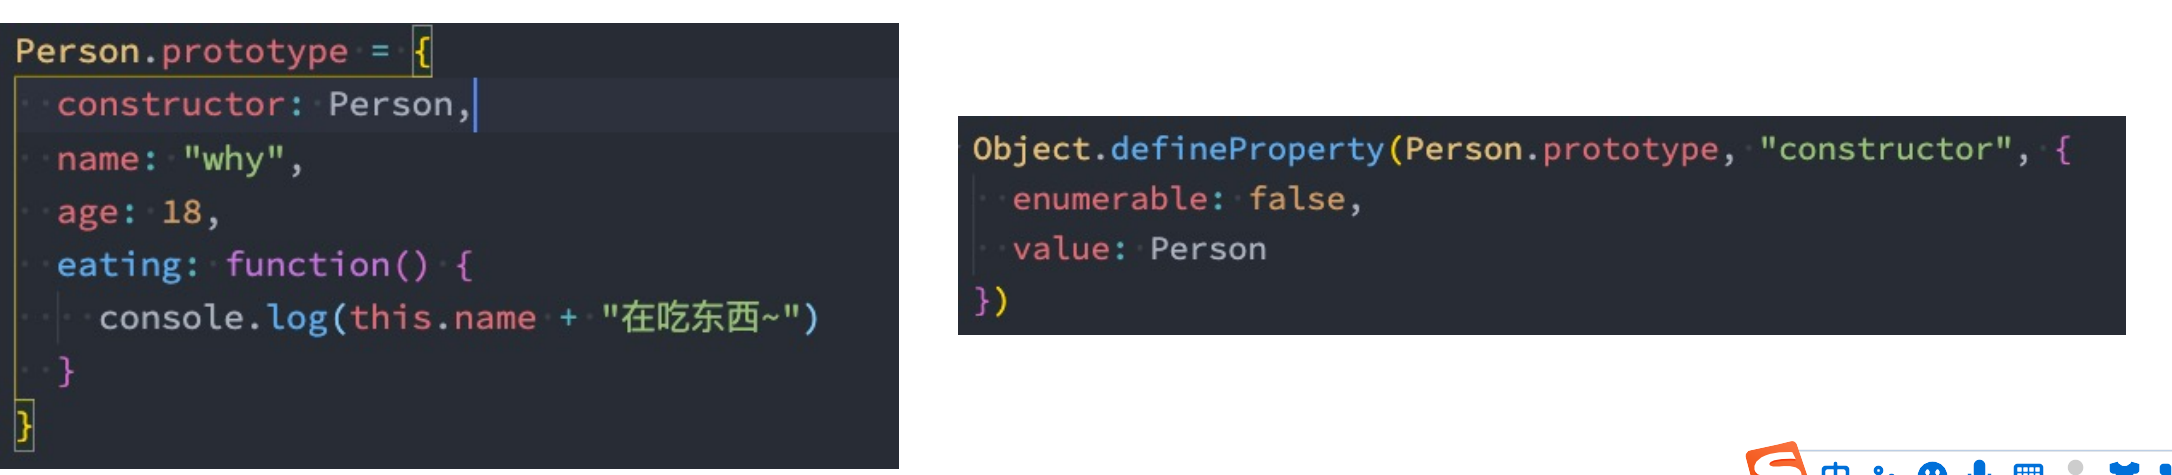 Person.prototype = {
  constructor: Person,
  name: "why",
  age: 18,
  eating: function() {
    console.log(this.name + "在吃东西~")
  }
}
Object.defineProperty(Person.prototype, "constructor", {
  enumerable: false,
  value: Person
})